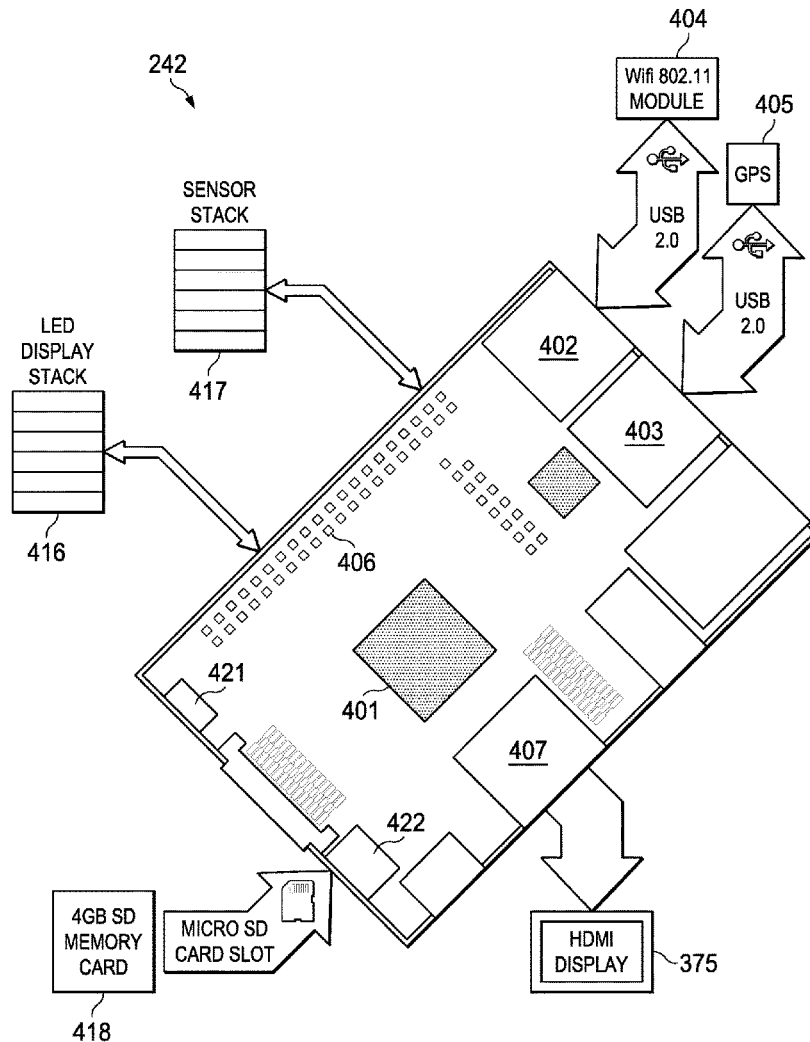 404
242
Wifi 802.11
MODULE
405
GPS
SENSOR
STACK
USB
2.0
USB
2.0
LED
DISPLAY
STACK
417
402
403
416
406
421
401
407
422
4GB SD
MEMORY
CARD
MICRO SD
CARD SLOT
HDMI
DISPLAY
375
418